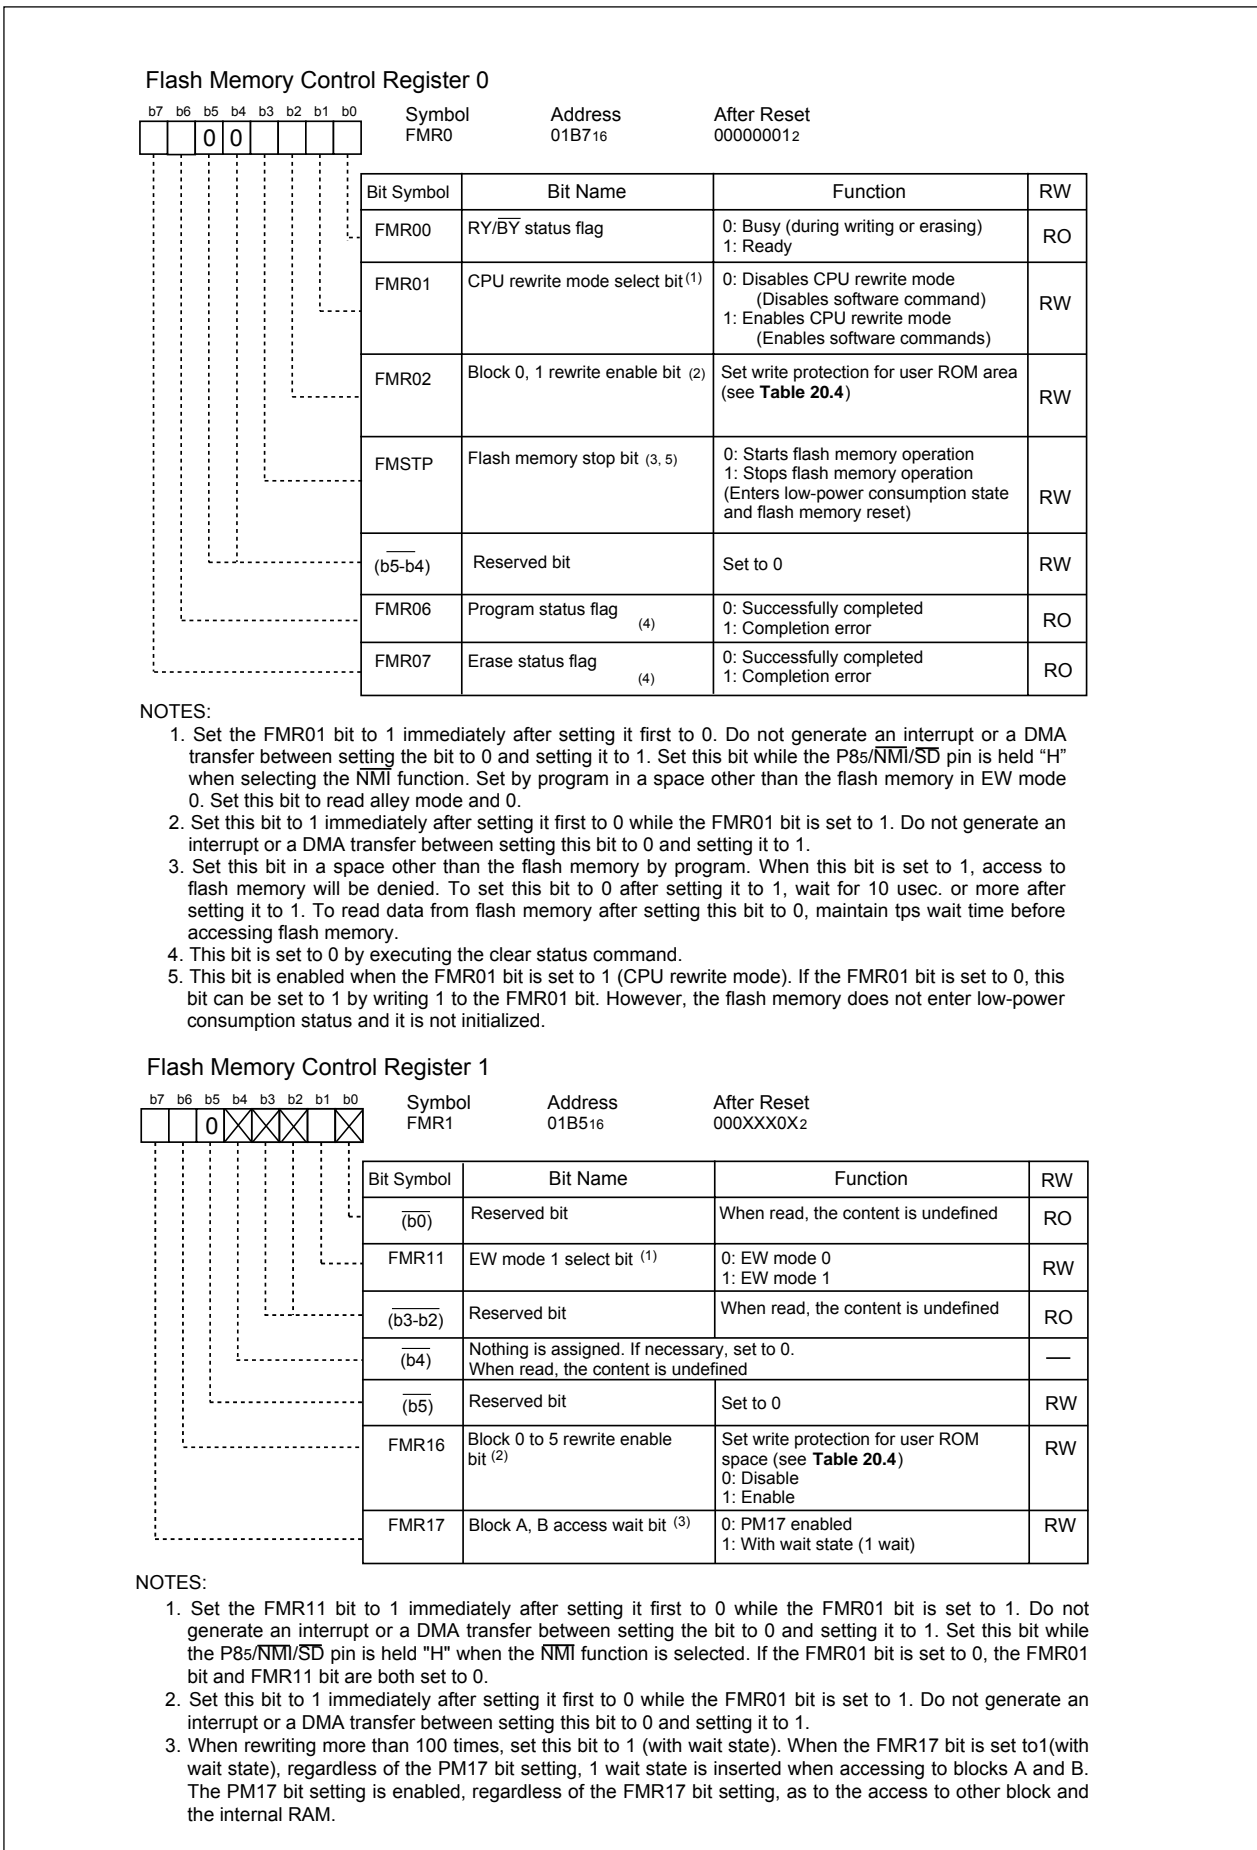 Flash Memory Control Register 0
b7 b6 b5 b4 b3 b2 b1 b0
0 0
Symbol Address After Reset
FMR0 01B716 000000012
Bit Symbol Bit Name Function RW
FMR00 RY/BY status flag 0: Busy (during writing or erasing)
1: Ready RO
FMR01 CPU rewrite mode select bit (1) 0: Disables CPU rewrite mode
(Disables software command)
1: Enables CPU rewrite mode
(Enables software commands) RW
FMR02 Block 0, 1 rewrite enable bit (2) Set write protection for user ROM area
(see Table 20.4) RW
FMSTP Flash memory stop bit (3, 5) 0: Starts flash memory operation
1: Stops flash memory operation
(Enters low-power consumption state
and flash memory reset) RW
(b5-b4) Reserved bit Set to 0 RW
FMR06 Program status flag (4) 0: Successfully completed
1: Completion error RO
FMR07 Erase status flag (4) 0: Successfully completed
1: Completion error RO
NOTES:
1. Set the FMR01 bit to 1 immediately after setting it first to 0. Do not generate an interrupt or a DMA
transfer between setting the bit to 0 and setting it to 1. Set this bit while the P85/NMI/SD pin is held “H”
when selecting the NMI function. Set by program in a space other than the flash memory in EW mode
0. Set this bit to read alley mode and 0.
2. Set this bit to 1 immediately after setting it first to 0 while the FMR01 bit is set to 1. Do not generate an
interrupt or a DMA transfer between setting this bit to 0 and setting it to 1.
3. Set this bit in a space other than the flash memory by program. When this bit is set to 1, access to
flash memory will be denied. To set this bit to 0 after setting it to 1, wait for 10 usec. or more after
setting it to 1. To read data from flash memory after setting this bit to 0, maintain tps wait time before
accessing flash memory.
4. This bit is set to 0 by executing the clear status command.
5. This bit is enabled when the FMR01 bit is set to 1 (CPU rewrite mode). If the FMR01 bit is set to 0, this
bit can be set to 1 by writing 1 to the FMR01 bit. However, the flash memory does not enter low-power
consumption status and it is not initialized.
Flash Memory Control Register 1
b7 b6 b5 b4 b3 b2 b1 b0
0
Symbol Address After Reset
FMR1 01B516 000XXX0X2
Bit Symbol Bit Name Function RW
(b0) Reserved bit When read, the content is undefined RO
FMR11 EW mode 1 select bit (1) 0: EW mode 0
1: EW mode 1 RW
(b3-b2) Reserved bit When read, the content is undefined RO
(b4) Nothing is assigned. If necessary, set to 0.
When read, the content is undefined —
(b5) Reserved bit Set to 0 RW
FMR16 Block 0 to 5 rewrite enable Set write protection for user ROM RW
bit (2) space (see Table 20.4)
0: Disable
1: Enable
FMR17 Block A, B access wait bit (3) 0: PM17 enabled RW
1: With wait state (1 wait)
NOTES:
1. Set the FMR11 bit to 1 immediately after setting it first to 0 while the FMR01 bit is set to 1. Do not
generate an interrupt or a DMA transfer between setting the bit to 0 and setting it to 1. Set this bit while
the P85/NMI/SD pin is held "H" when the NMI function is selected. If the FMR01 bit is set to 0, the FMR01
bit and FMR11 bit are both set to 0.
2. Set this bit to 1 immediately after setting it first to 0 while the FMR01 bit is set to 1. Do not generate an
interrupt or a DMA transfer between setting this bit to 0 and setting it to 1.
3. When rewriting more than 100 times, set this bit to 1 (with wait state). When the FMR17 bit is set to1(with
wait state), regardless of the PM17 bit setting, 1 wait state is inserted when accessing to blocks A and B.
The PM17 bit setting is enabled, regardless of the FMR17 bit setting, as to the access to other block and
the internal RAM.